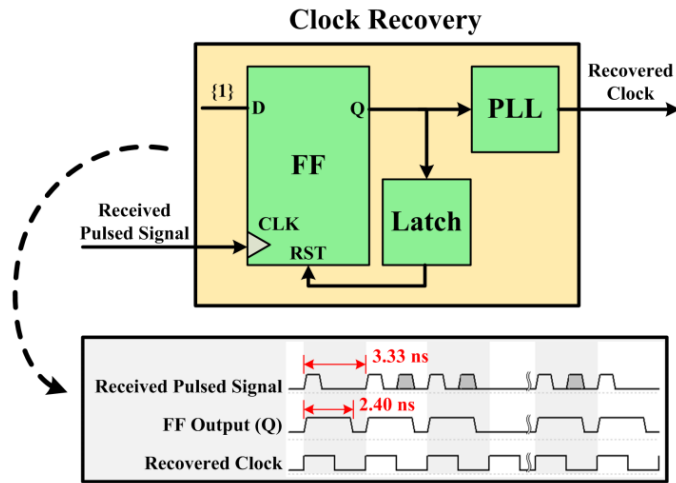 Clock Recovery
{1}
D
Q
FF
CLK
RST
Latch
PLL
Recovered
Clock
Received
Pulsed Signal
3.33 ns
Received Pulsed Signal
2.40 ns
FF Output (Q)
Recovered Clock